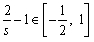 2/s − 1 ∈ [−1/2, 1]